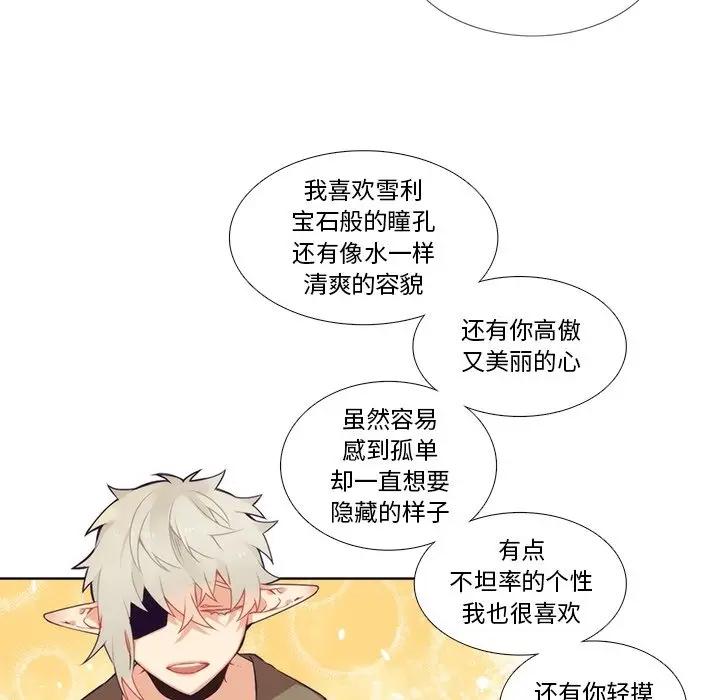 我喜欢雪利
宝石般的瞳孔
还有像水一样
清爽的容貌
还有你高傲
又美丽的心
虽然容易
感到孤单
却一直想要
隐藏的样子
有点
不坦率的个性
我也很喜欢
还有你轻摸